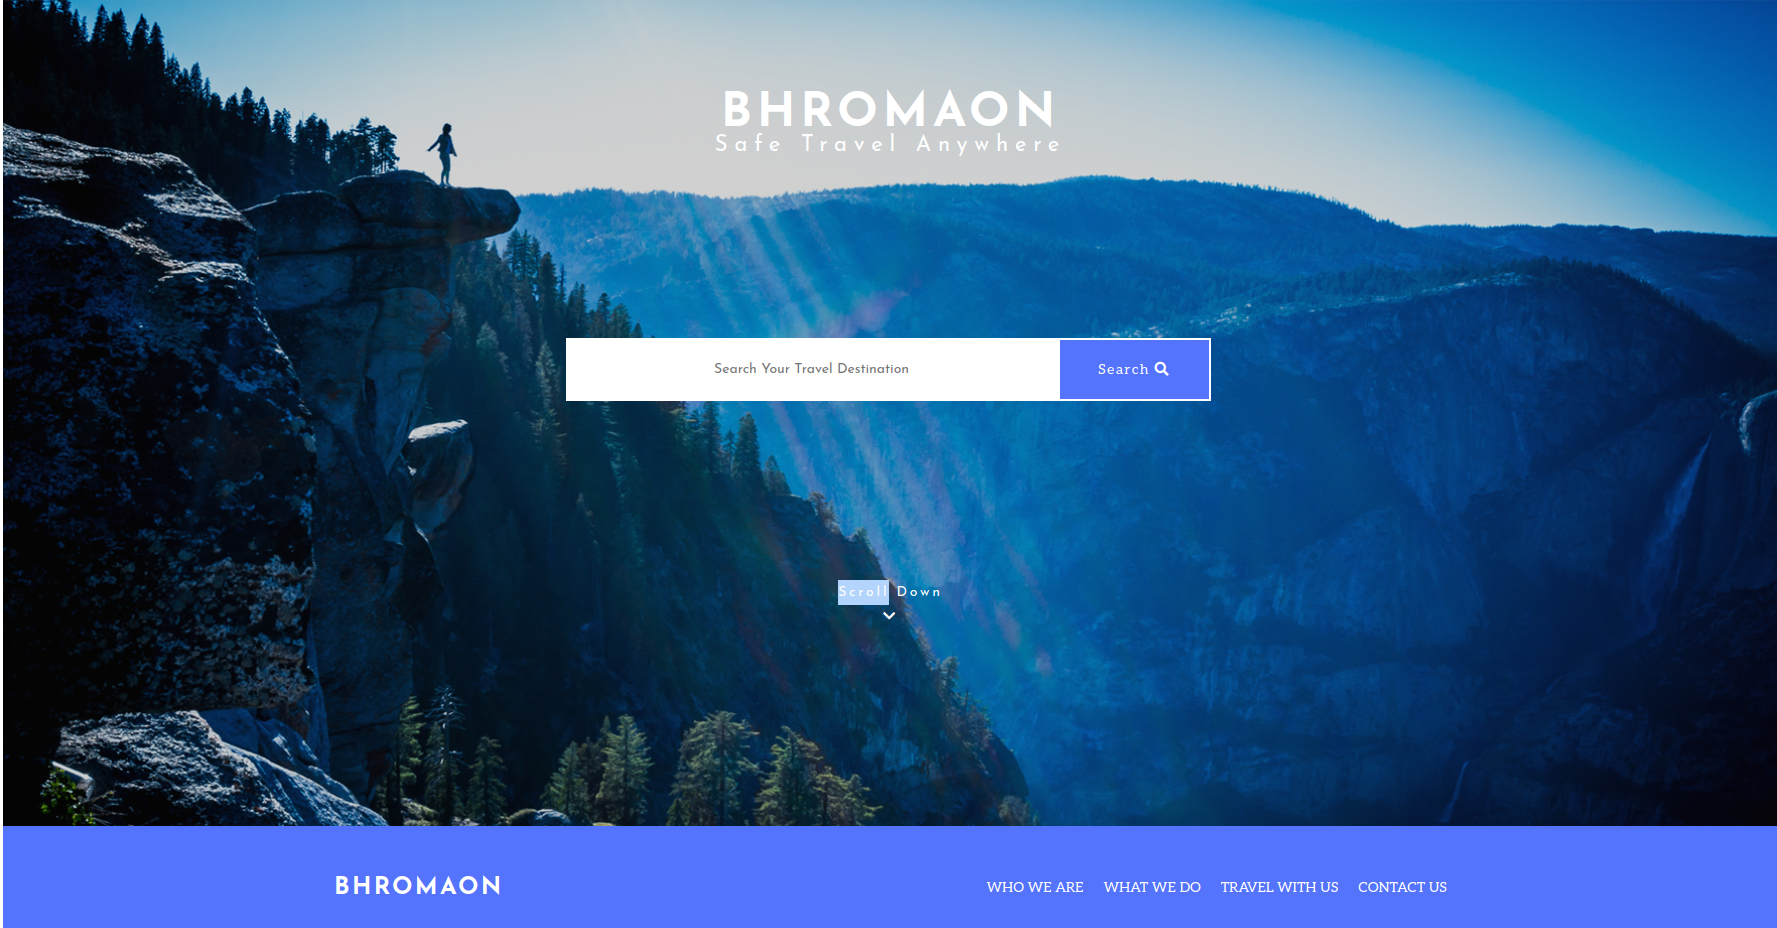 BHROMAON
Safe Travel Anywhere
Search Your Travel Destination
Search
Scroll Down
BHROMAON
WHO WE ARE WHAT WE DO TRAVEL WITH US CONTACT US